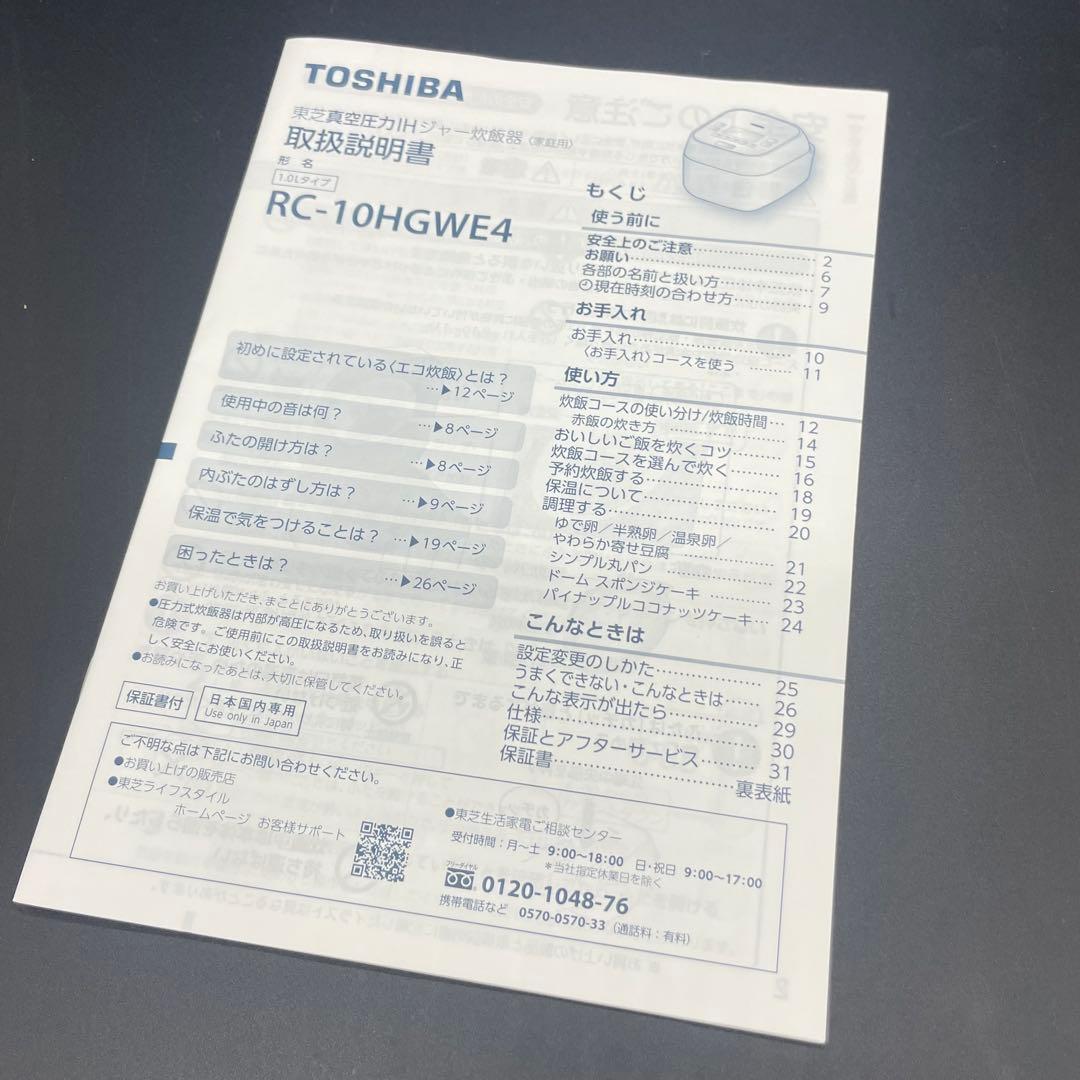 TOSHIBA
東芝真空圧力IHジャー炊飯器〈家庭用〉
取扱説明書
形 名
1.0Lタイプ
RC-10HGWE4
初めに設定されている〈エコ炊飯〉とは?
…▶12ページ
使用中の音は何?
…▶8ページ
ふたの開け方は?
…▶8ページ
内ぶたのはずし方は?
…▶9ページ
保温で気をつけることは?
…▶19ページ
困ったときは?
…▶26ページ
お買い上げいただき、まことにありがとうございます。
●圧力式炊飯器は内部が高圧になるため、取り扱いを誤ると
危険です。ご使用前にこの取扱説明書をお読みになり、正
しく安全にお使いください。
●お読みになったあとは、大切に保管してください。
保証書付
日本国内専用
Use only in Japan
もくじ
使う前に
安全上のご注意 2
お願い 6
各部の名前と扱い方 7
現在時刻の合わせ方 9
お手入れ
お手入れ 10
〈お手入れ〉コースを使う 11
使い方
炊飯コースの使い分け/炊飯時間 12
赤飯の炊き方 14
おいしいご飯を炊くコツ 15
炊飯コースを選んで炊く 16
予約炊飯する 18
保温について 19
調理する 20
ゆで卵/半熟卵/温泉卵/
やわらか寄せ豆腐 21
シンプル丸パン 22
ドーム スポンジケーキ 23
パイナップルココナッツケーキ 24
こんなときは
設定変更のしかた 25
うまくできない・こんなときは 26
こんな表示が出たら 29
仕様 30
保証とアフターサービス 31
保証書 裏表紙
ご不明な点は下記にお問い合わせください。
●お買い上げの販売店
●東芝ライフスタイル
ホームページ お客様サポート
●東芝生活家電ご相談センター
受付時間:月〜土 9:00〜18:00 日・祝日 9:00〜17:00
＊当社指定休業日を除く
フリーダイヤル
0120-1048-76
携帯電話など 0570-0570-33 (通話料:有料)